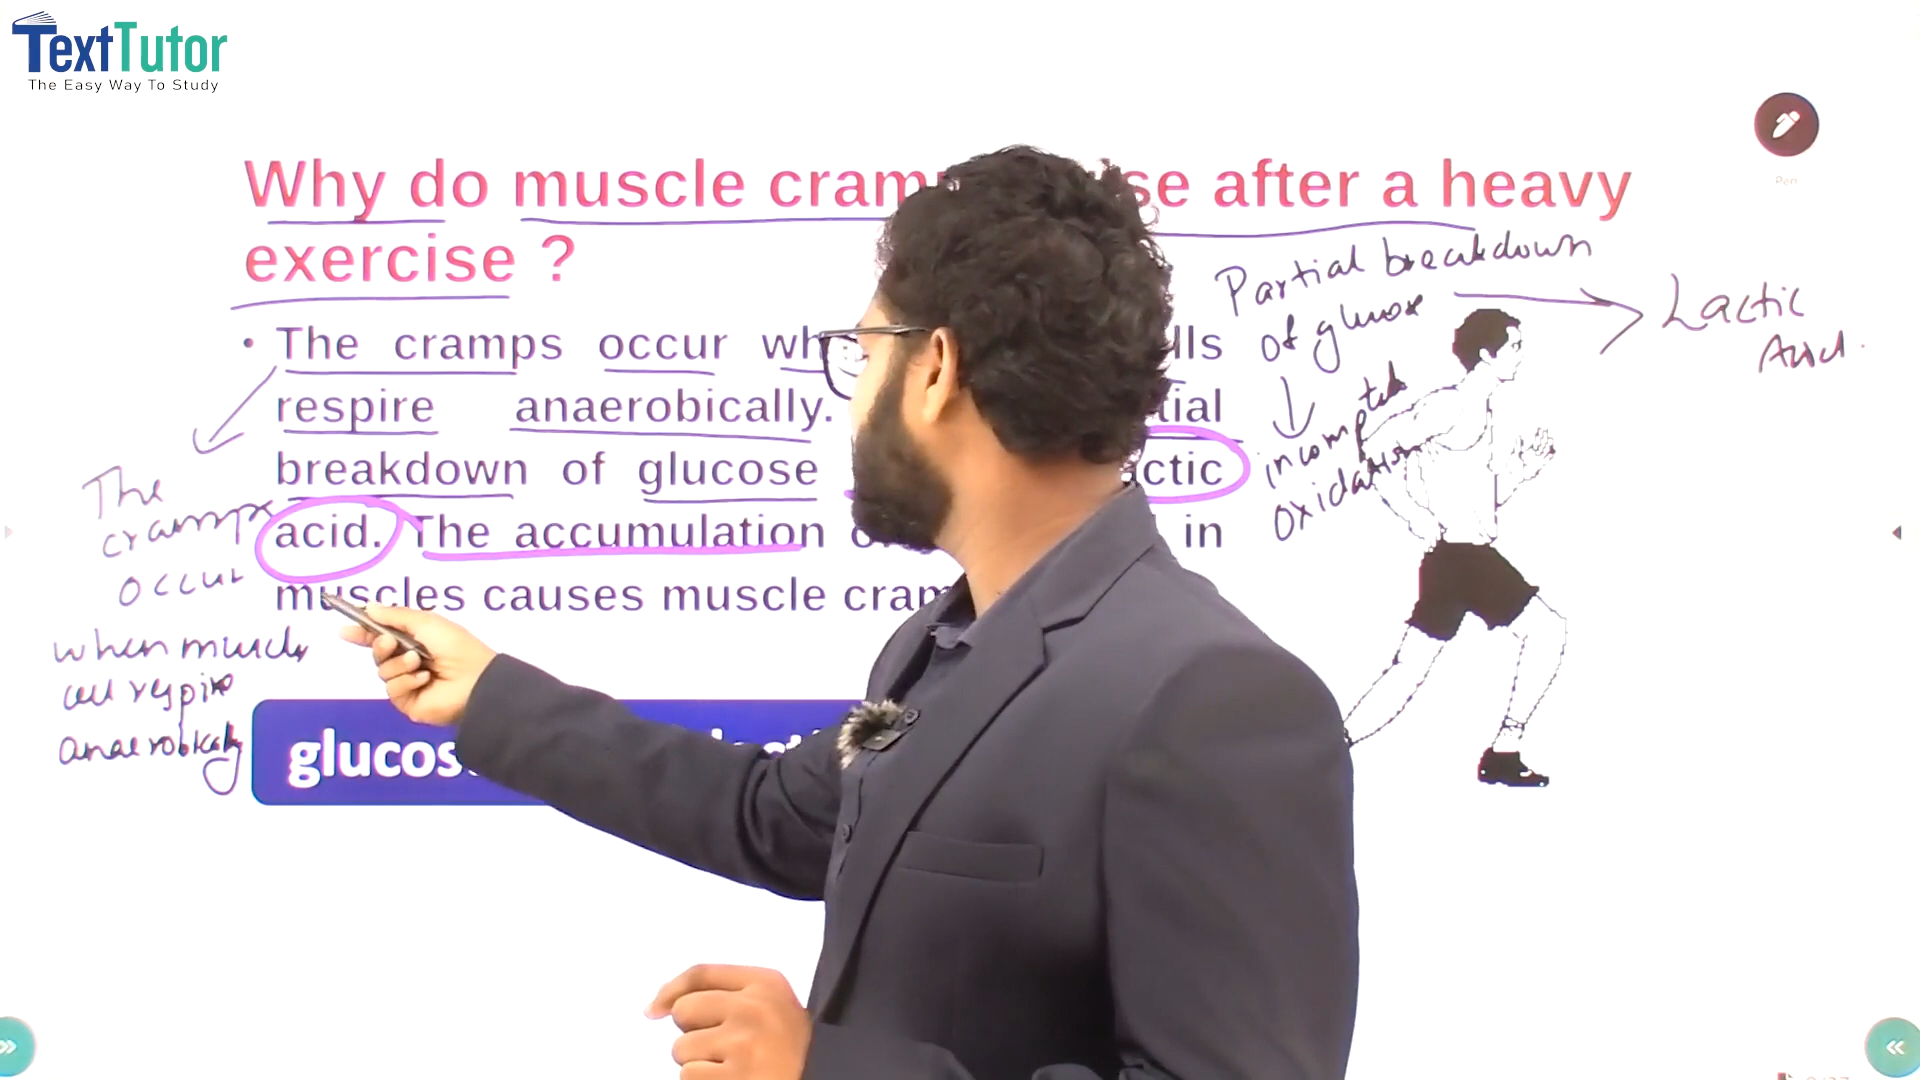 TextTutor
The Easy Way To Study
Pen
Why do muscle cram se after a heavy
exercise ?
• The cramps occur wh lls
respire anaerobically. tial
breakdown of glucose ctic
acid. The accumulation o in
muscles causes muscle cram
glucos
Partial breakdown
of glucose
Lactic
Acid.
oxidation
The
cramps
occur
when muscle
cell respire
anaerobically